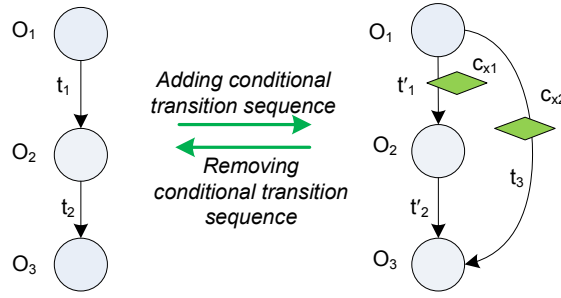 O1
t1
O2
t2
O3
Adding conditional
transition sequence
Removing
conditional transition
sequence
O1
cx1
t'1
cx2
O2
t3
t'2
O3